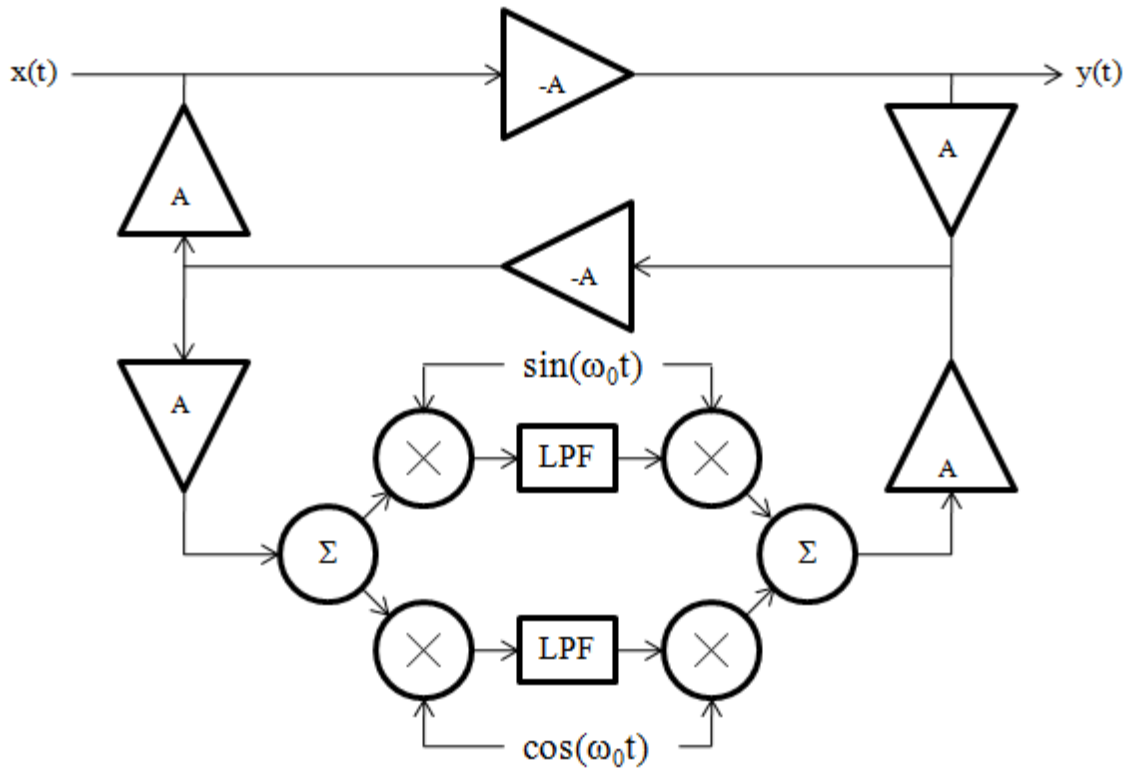 x(t)
-A
y(t)
A
A
-A
A
sin(ω₀t)
LPF
A
Σ
Σ
LPF
cos(ω₀t)